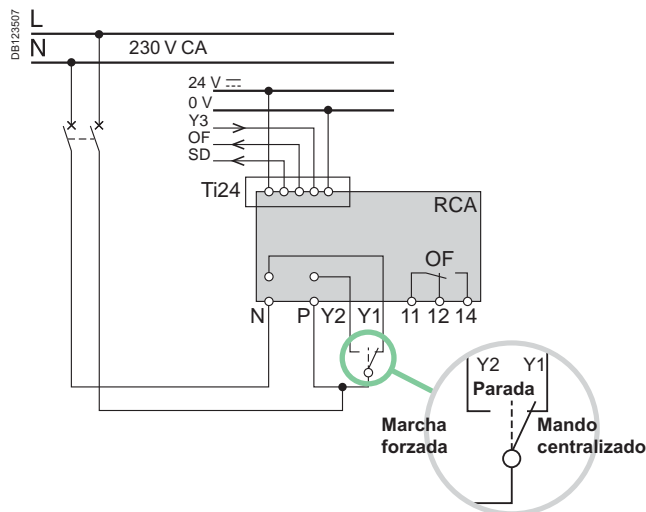 DB123507
L
N
230 V CA
24 V ⎓
0 V
Y3
OF
SD
Ti24
RCA
OF
N P Y2 Y1 11 12 14
Y2 Y1
Parada
Marcha
forzada
Mando
centralizado